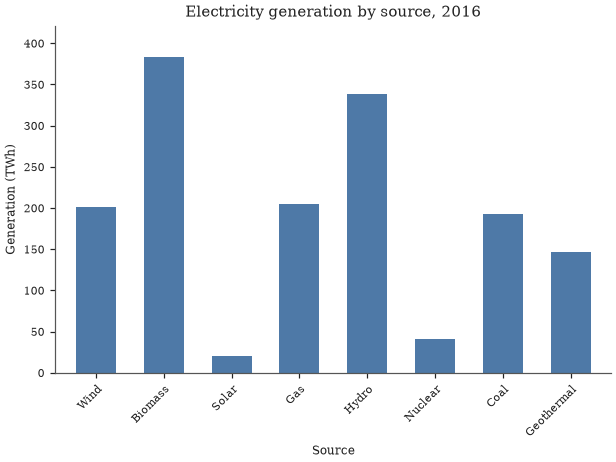 Electricity generation by source, 2016
Generation (TWh)
400
350
300
250
200
150
100
50
0
Wind
Biomass
Solar
Gas
Hydro
Nuclear
Coal
Geothermal
Source